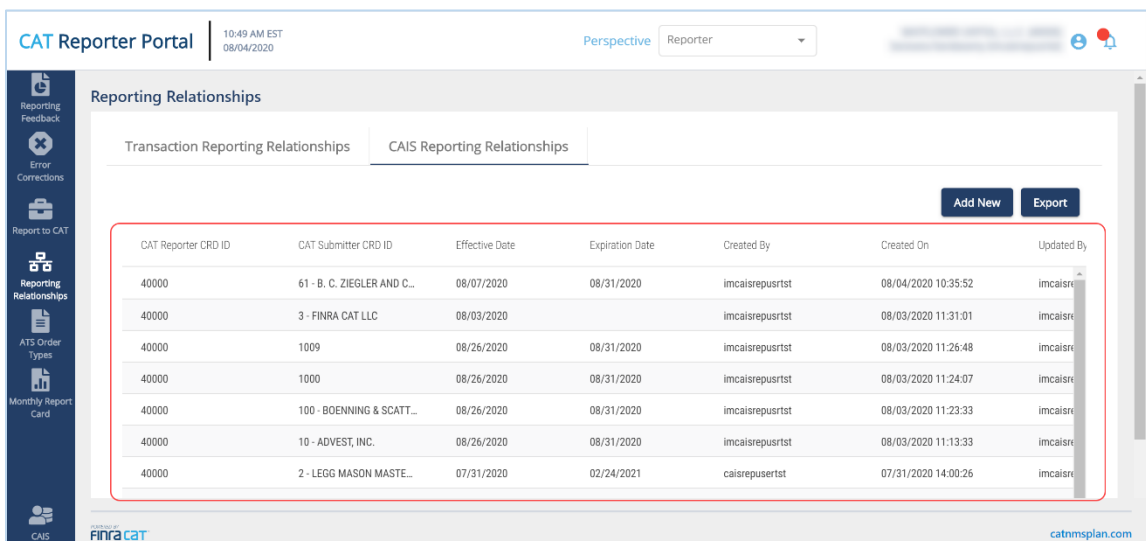 CAT Reporter Portal
10:49 AM EST
08/04/2020
Perspective
Reporter
Reporting
Feedback
Error
Corrections
Report to CAT
Reporting
Relationships
ATS Order
Types
Monthly Report
Card
CAIS
Reporting Relationships
Transaction Reporting Relationships CAIS Reporting Relationships
Add New Export
CAT Reporter CRD ID CAT Submitter CRD ID Effective Date Expiration Date Created By Created On Updated By
40000 61 - B. C. ZIEGLER AND C... 08/07/2020 08/31/2020 imcaisrepusrtst 08/04/2020 10:35:52 imcaisre
40000 3 - FINRA CAT LLC 08/03/2020 imcaisrepusrtst 08/03/2020 11:31:01 imcaisre
40000 1009 08/26/2020 08/31/2020 imcaisrepusrtst 08/03/2020 11:26:48 imcaisre
40000 1000 08/26/2020 08/31/2020 imcaisrepusrtst 08/03/2020 11:24:07 imcaisre
40000 100 - BOENNING & SCATT... 08/26/2020 08/31/2020 imcaisrepusrtst 08/03/2020 11:23:33 imcaisre
40000 10 - ADVEST, INC. 08/26/2020 08/31/2020 imcaisrepusrtst 08/03/2020 11:13:33 imcaisre
40000 2 - LEGG MASON MASTE... 07/31/2020 02/24/2021 caisrepusertst 07/31/2020 14:00:26 imcaisre
POWERED BY
Finra CAT
catnmsplan.com